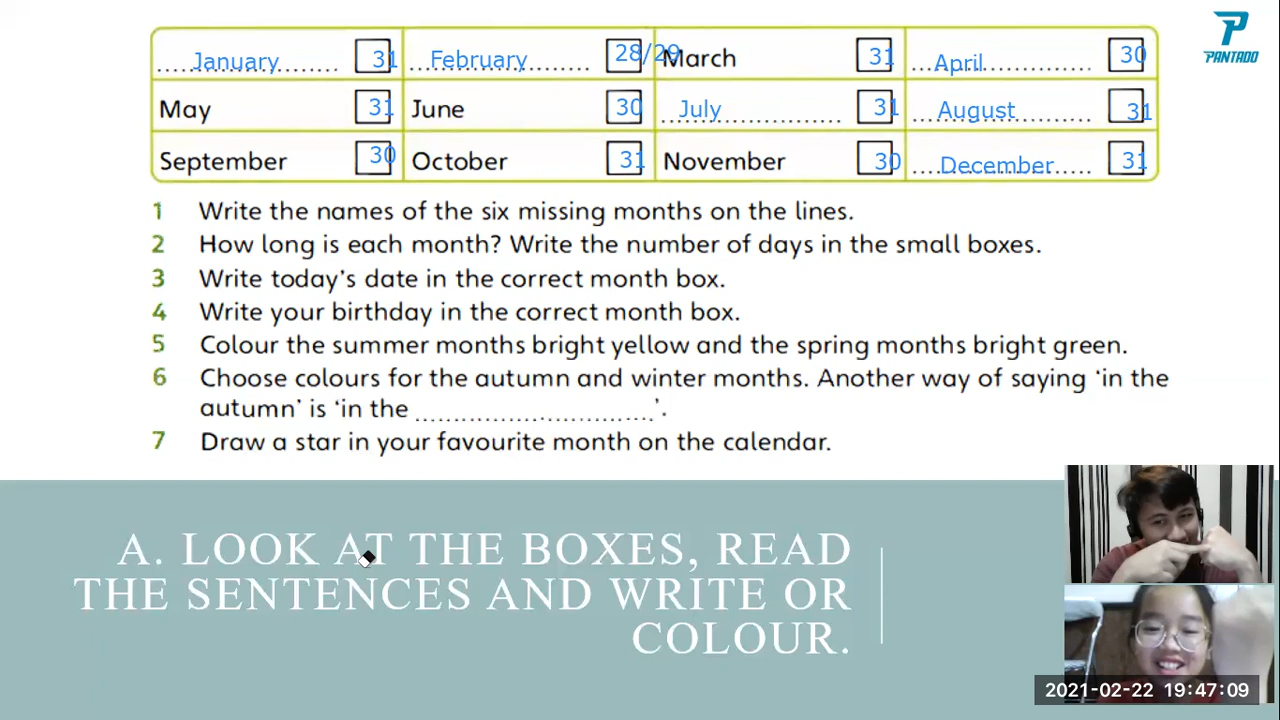 January 31 February 28/29 March 31 April 30
May 31 June 30 July 31 August 31
September 30 October 31 November 30 December 31
1 Write the names of the six missing months on the lines.
2 How long is each month? Write the number of days in the small boxes.
3 Write today's date in the correct month box.
4 Write your birthday in the correct month box.
5 Colour the summer months bright yellow and the spring months bright green.
6 Choose colours for the autumn and winter months. Another way of saying 'in the
autumn' is 'in the ..............................'.
7 Draw a star in your favourite month on the calendar.
PANTADO
A. LOOK AT THE BOXES, READ
THE SENTENCES AND WRITE OR
COLOUR.
2021-02-22 19:47:09